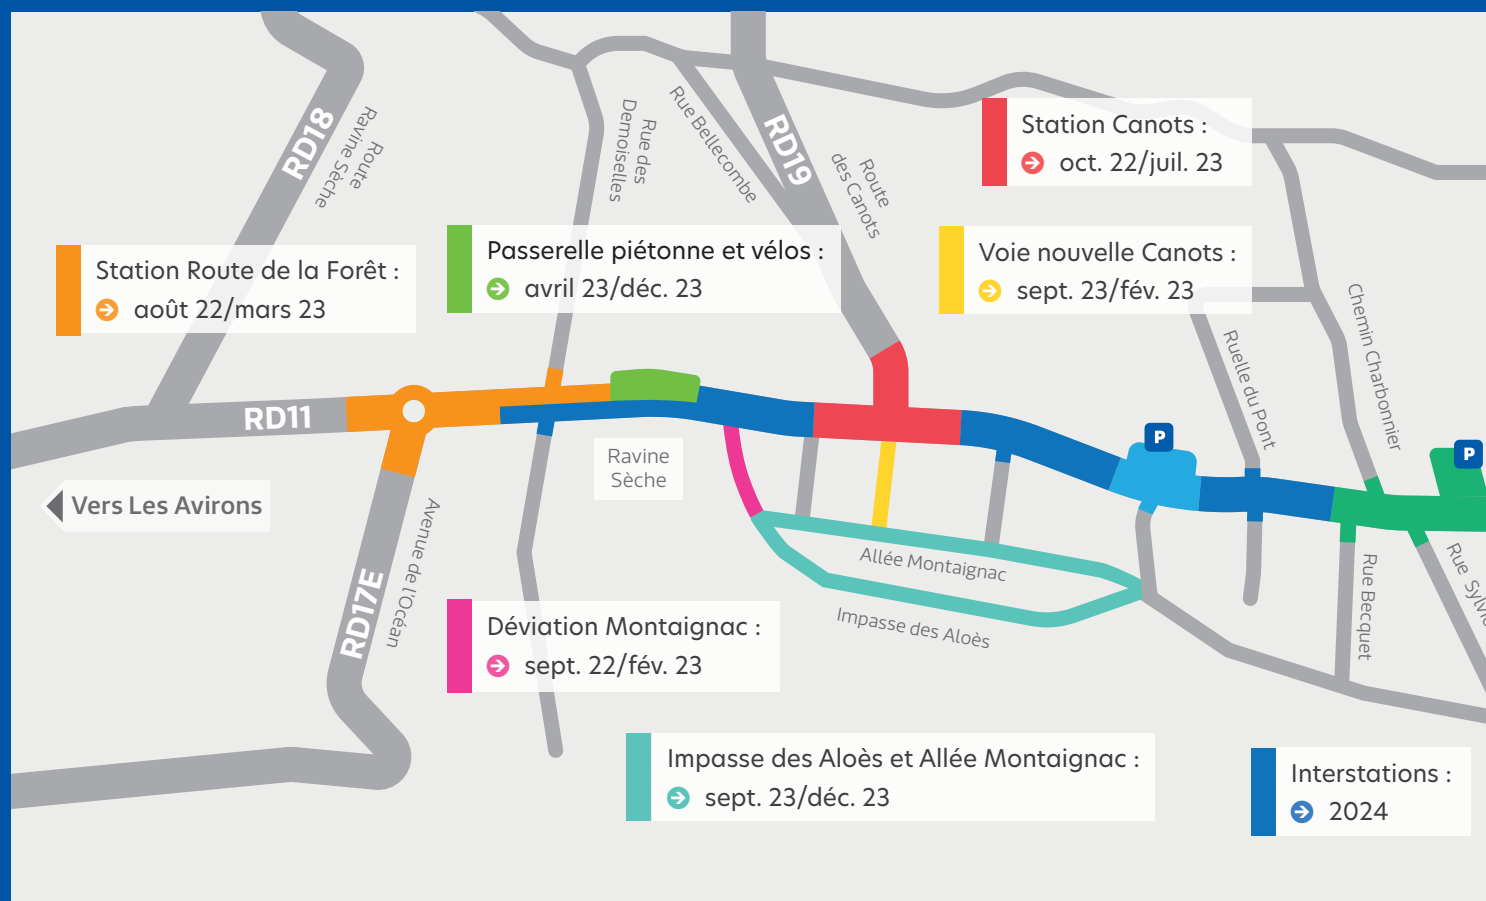 RD18
Route
Ravine Sèche
Rue des
Demoiselles
Rue Bellecombe
RD19
Route
des Canots
Station Canots :
oct. 22/juil. 23
Station Route de la Forêt :
août 22/mars 23
Passerelle piétonne et vélos :
avril 23/déc. 23
Voie nouvelle Canots :
sept. 23/fév. 23
Ruelle du Pont
Chemin Charbonnier
RD11
P
P
Ravine
Sèche
Vers Les Avirons
Avenue de l'Océan
RD17E
Allée Montaignac
Impasse des Aloès
Rue Becquet
Rue
Déviation Montaignac :
sept. 22/fév. 23
Impasse des Aloès et Allée Montaignac :
sept. 23/déc. 23
Interstations :
2024